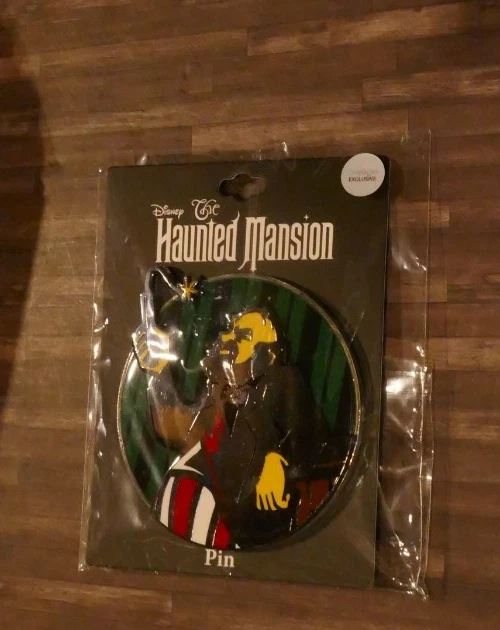 EXCLUSIVE
Disney The
Haunted Mansion
Pin